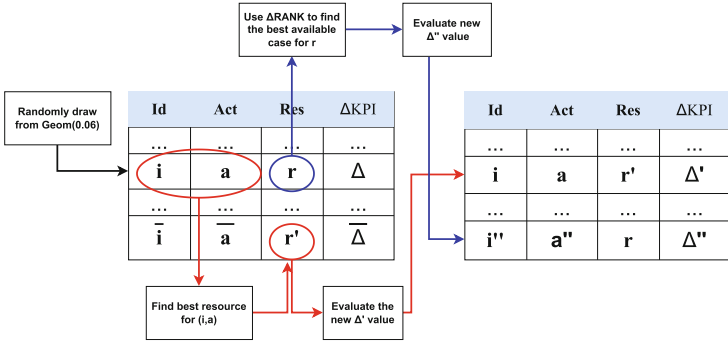 Use ΔRANK to find
the best available
case for r
Evaluate new
Δ'' value
Randomly draw
from Geom(0.06)
Id Act Res ΔKPI
... ... ... ...
i a r Δ
... ... ... ...
i̅ a̅ r' Δ̅
Id Act Res ΔKPI
... ... ... ...
i a r' Δ'
... ... ... ...
i'' a'' r Δ''
Find best resource
for (i,a)
Evaluate the
new Δ' value